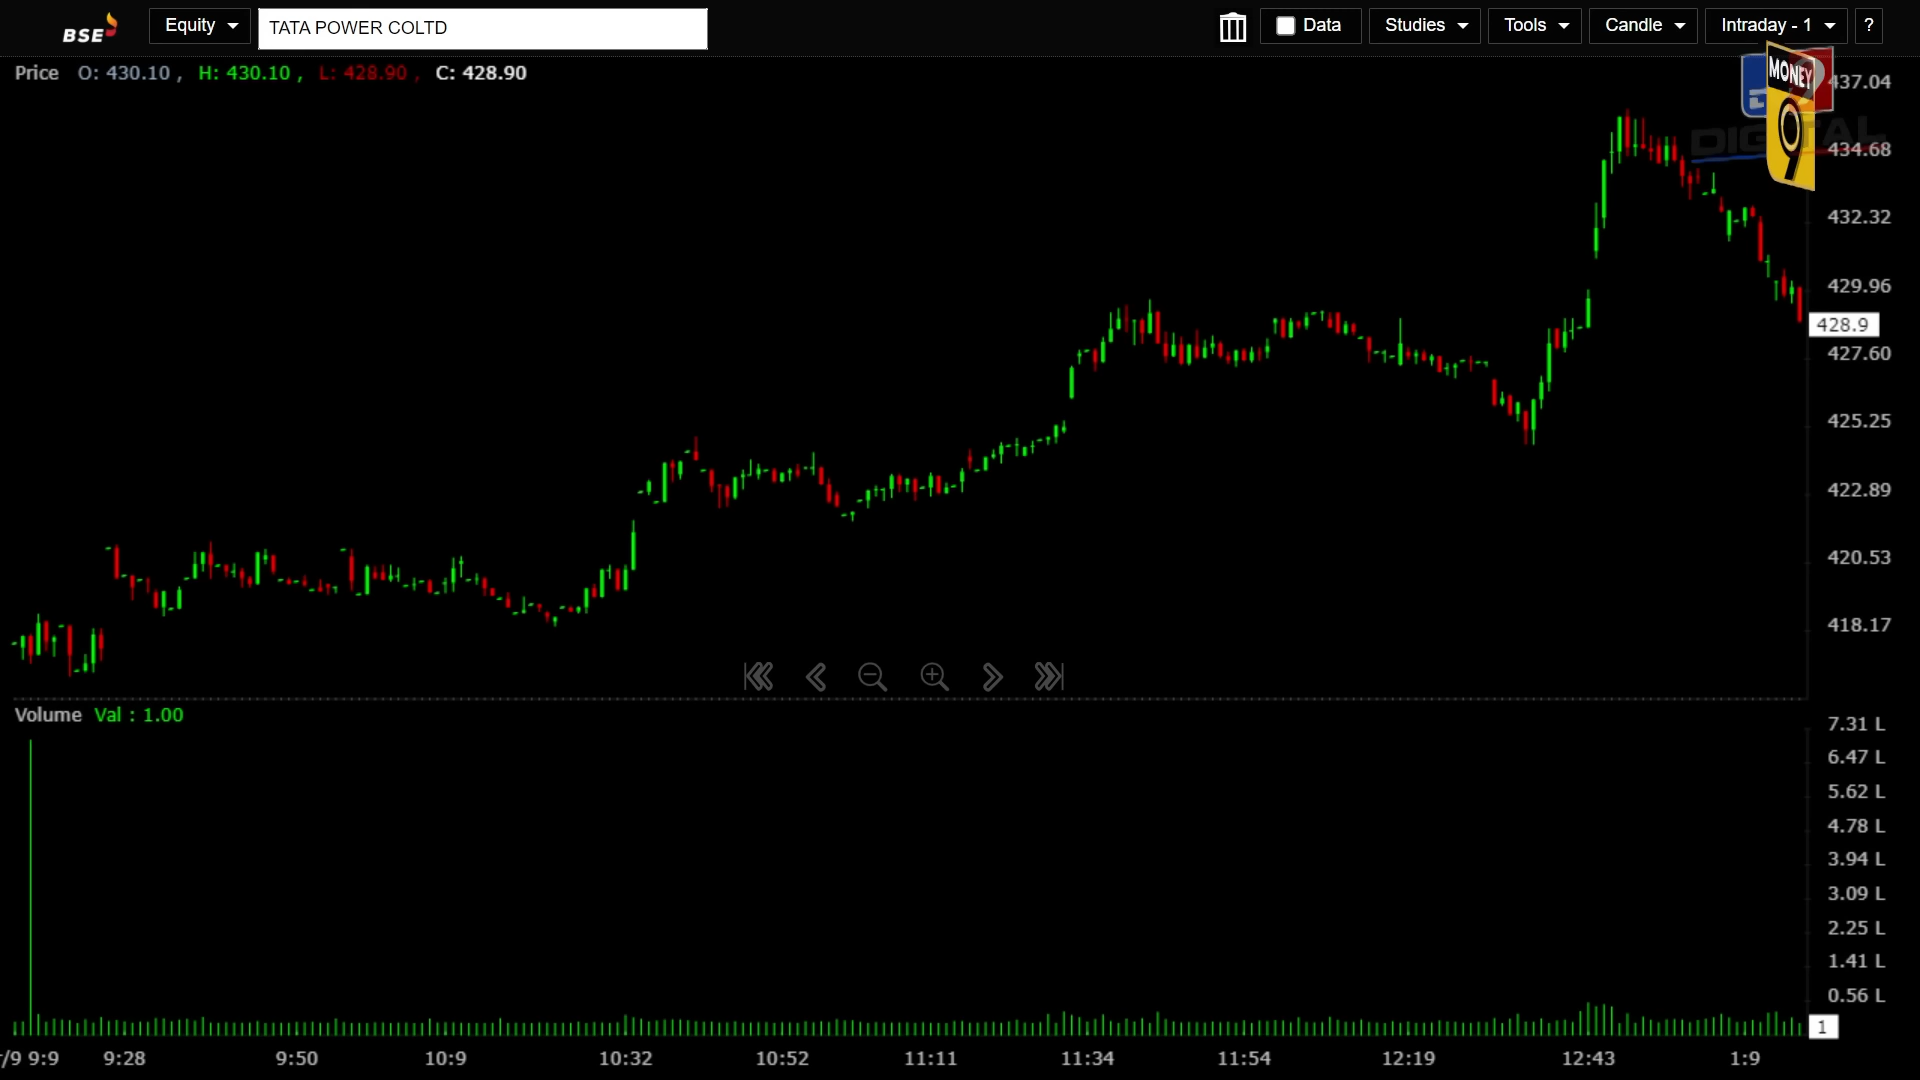 BSE Equity TATA POWER COLTD Data Studies Tools Candle Intraday - 1 ?
Price O: 430.10 , H: 430.10 , L: 428.90 , C: 428.90
MONEY
9
DIGITAL
437.04
434.68
432.32
429.96
428.9
427.60
425.25
422.89
420.53
418.17
Volume Val : 1.00
7.31 L
6.47 L
5.62 L
4.78 L
3.94 L
3.09 L
2.25 L
1.41 L
0.56 L
1
/9 9:9 9:28 9:50 10:9 10:32 10:52 11:11 11:34 11:54 12:19 12:43 1:9